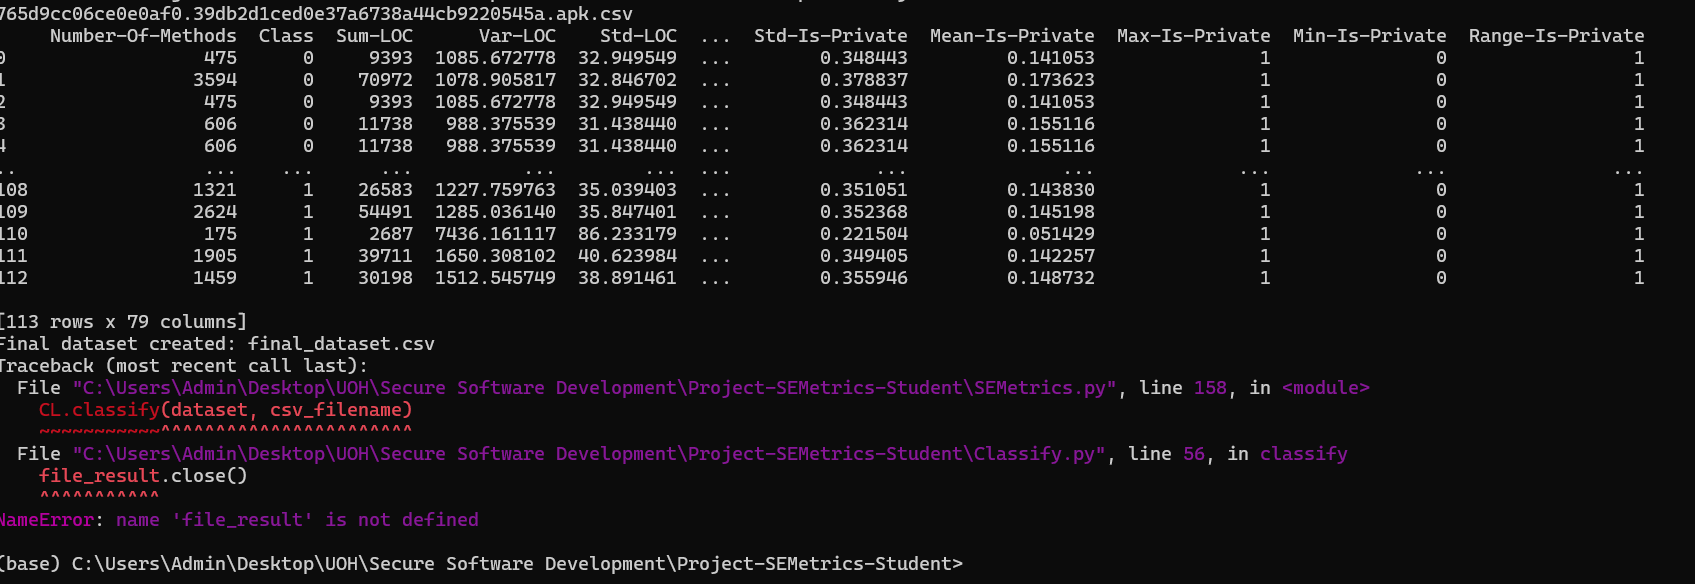 765d9cc06ce0e0af0.39db2d1ced0e37a6738a44cb9220545a.apk.csv
     Number-Of-Methods  Class  Sum-LOC      Var-LOC    Std-LOC  ...  Std-Is-Private  Mean-Is-Private  Max-Is-Private  Min-Is-Private  Range-Is-Private
0                  475      0     9393  1085.672778  32.949549  ...        0.348443         0.141053               1               0                 1
1                 3594      0    70972  1078.905817  32.846702  ...        0.378837         0.173623               1               0                 1
2                  475      0     9393  1085.672778  32.949549  ...        0.348443         0.141053               1               0                 1
3                  606      0    11738   988.375539  31.438440  ...        0.362314         0.155116               1               0                 1
4                  606      0    11738   988.375539  31.438440  ...        0.362314         0.155116               1               0                 1
..                 ...    ...      ...          ...        ...  ...             ...              ...             ...             ...               ...
108               1321      1    26583  1227.759763  35.039403  ...        0.351051         0.143830               1               0                 1
109               2624      1    54491  1285.036140  35.847401  ...        0.352368         0.145198               1               0                 1
110                175      1     2687  7436.161117  86.233179  ...        0.221504         0.051429               1               0                 1
111               1905      1    39711  1650.308102  40.623984  ...        0.349405         0.142257               1               0                 1
112               1459      1    30198  1512.545749  38.891461  ...        0.355946         0.148732               1               0                 1
[113 rows x 79 columns]
Final dataset created: final_dataset.csv
Traceback (most recent call last):
  File "C:\Users\Admin\Desktop\UOH\Secure Software Development\Project-SEMetrics-Student\SEMetrics.py", line 158, in <module>
    CL.classify(dataset, csv_filename)
    ~~~~~~~~~~~^^^^^^^^^^^^^^^^^^^^^^^
  File "C:\Users\Admin\Desktop\UOH\Secure Software Development\Project-SEMetrics-Student\Classify.py", line 56, in classify
    file_result.close()
    ^^^^^^^^^^^
NameError: name 'file_result' is not defined
(base) C:\Users\Admin\Desktop\UOH\Secure Software Development\Project-SEMetrics-Student>